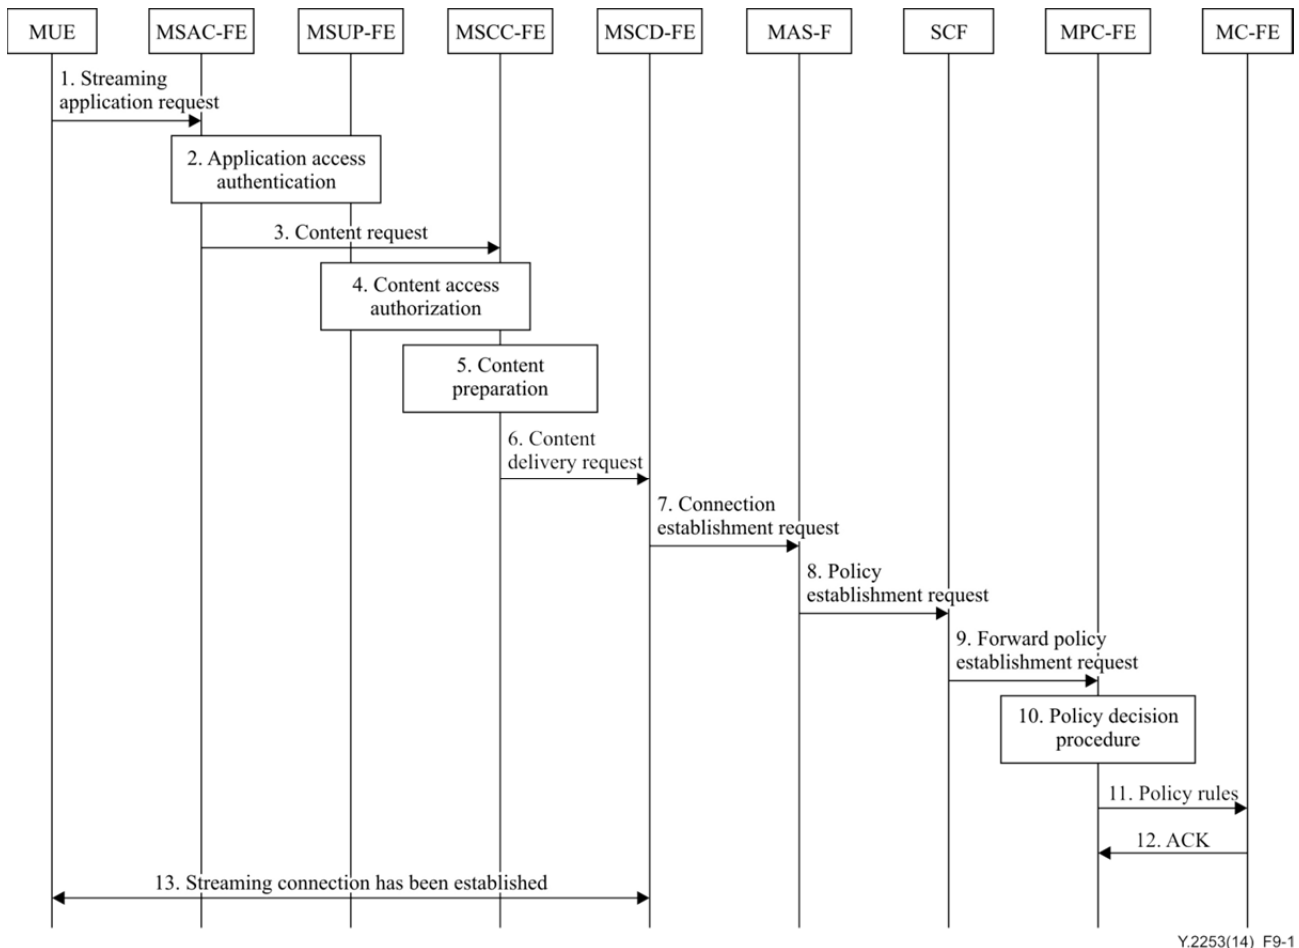 MUE
MSAC-FE
MSUP-FE
MSCC-FE
MSCD-FE
MAS-F
SCF
MPC-FE
MC-FE
1. Streaming
application request
2. Application access
authentication
3. Content request
4. Content access
authorization
5. Content
preparation
6. Content
delivery request
7. Connection
establishment request
8. Policy
establishment request
9. Forward policy
establishment request
10. Policy decision
procedure
11. Policy rules
12. ACK
13. Streaming connection has been established
Y.2253(14)_F9-1